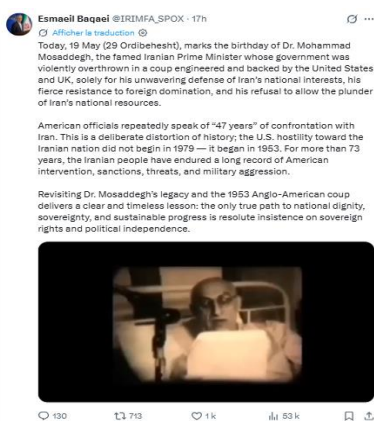 Esmaeil Baqaei @IRIMFA_SPOX · 17h
Afficher la traduction
Today, 19 May (29 Ordibehesht), marks the birthday of Dr. Mohammad
Mosaddegh, the famed Iranian Prime Minister whose government was
violently overthrown in a coup engineered and backed by the United States
and UK, solely for his unwavering defense of Iran's national interests, his
fierce resistance to foreign domination, and his refusal to allow the plunder
of Iran's national resources.
American officials repeatedly speak of “47 years” of confrontation with
Iran. This is a deliberate distortion of history; the U.S. hostility toward the
Iranian nation did not begin in 1979 — it began in 1953. For more than 73
years, the Iranian people have endured a long record of American
intervention, sanctions, threats, and military aggression.
Revisiting Dr. Mosaddegh's legacy and the 1953 Anglo-American coup
delivers a clear and timeless lesson: the only true path to national dignity,
sovereignty, and sustainable progress is resolute insistence on sovereign
rights and political independence.
130 713 1 k 53 k